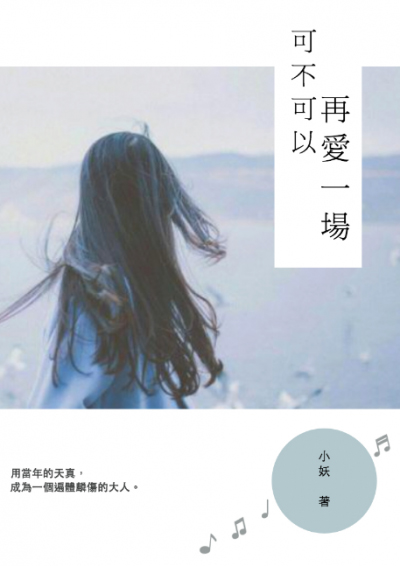 可不可以
再愛一場
用當年的天真，
成為一個遍體麟傷的大人。
小妖 著